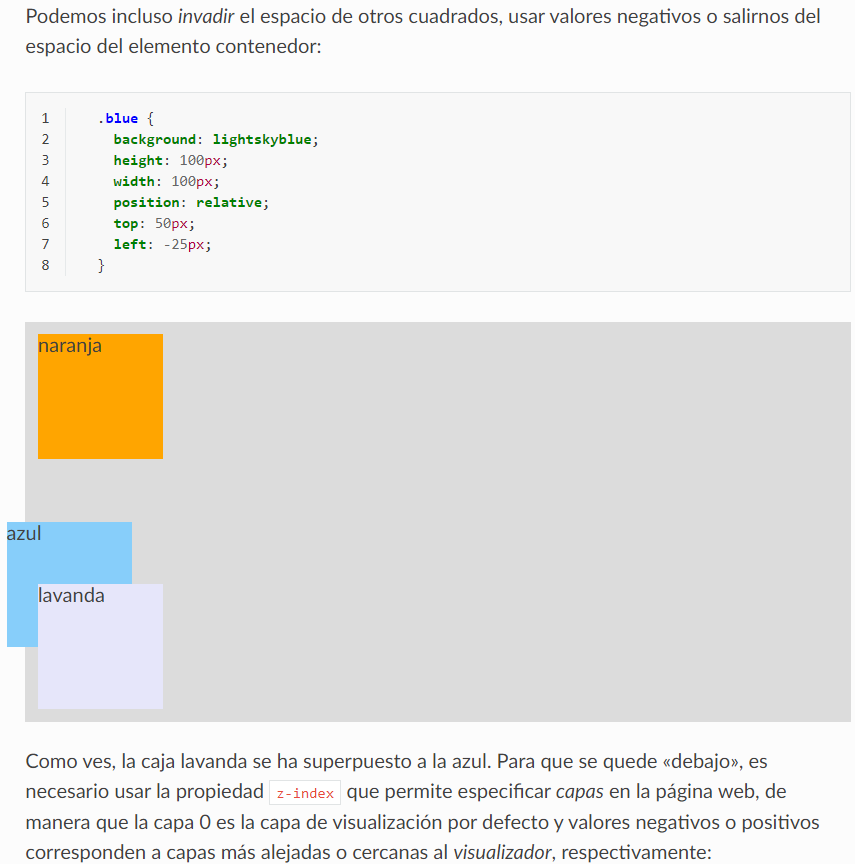 Podemos incluso invadir el espacio de otros cuadrados, usar valores negativos o salirnos del
espacio del elemento contenedor:
1 .blue {
2 background: lightskyblue;
3 height: 100px;
4 width: 100px;
5 position: relative;
6 top: 50px;
7 left: -25px;
8 }
naranja
azul
lavanda
Como ves, la caja lavanda se ha superpuesto a la azul. Para que se quede «debajo», es
necesario usar la propiedad z-index que permite especificar capas en la página web, de
manera que la capa 0 es la capa de visualización por defecto y valores negativos o positivos
corresponden a capas más alejadas o cercanas al visualizador, respectivamente: